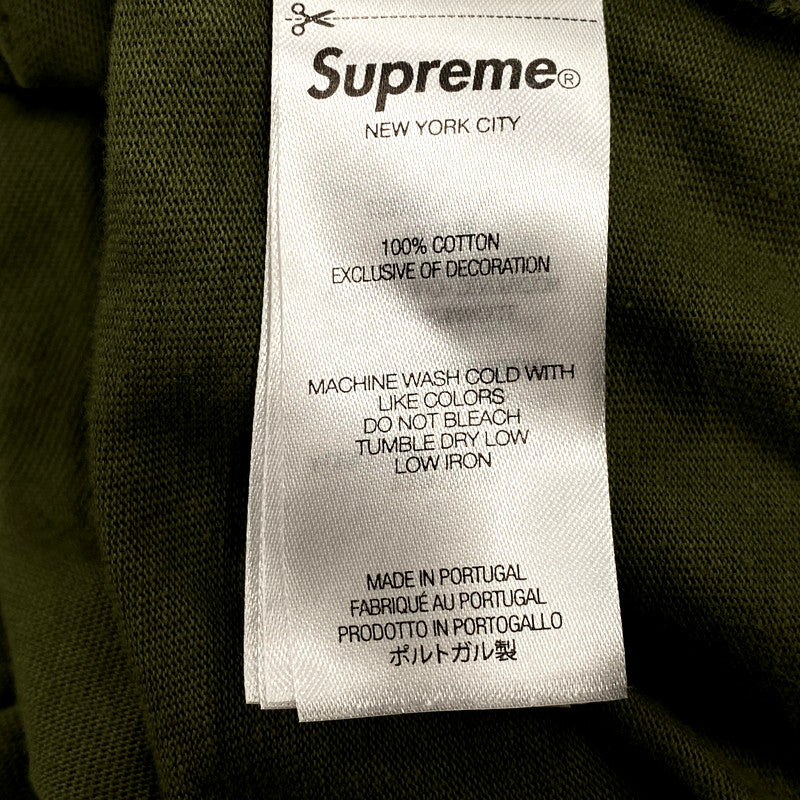 Supreme®
NEW YORK CITY
100% COTTON
EXCLUSIVE OF DECORATION
MACHINE WASH COLD WITH
LIKE COLORS
DO NOT BLEACH
TUMBLE DRY LOW
LOW IRON
MADE IN PORTUGAL
FABRIQUÉ AU PORTUGAL
PRODOTTO IN PORTOGALLO
ポルトガル製